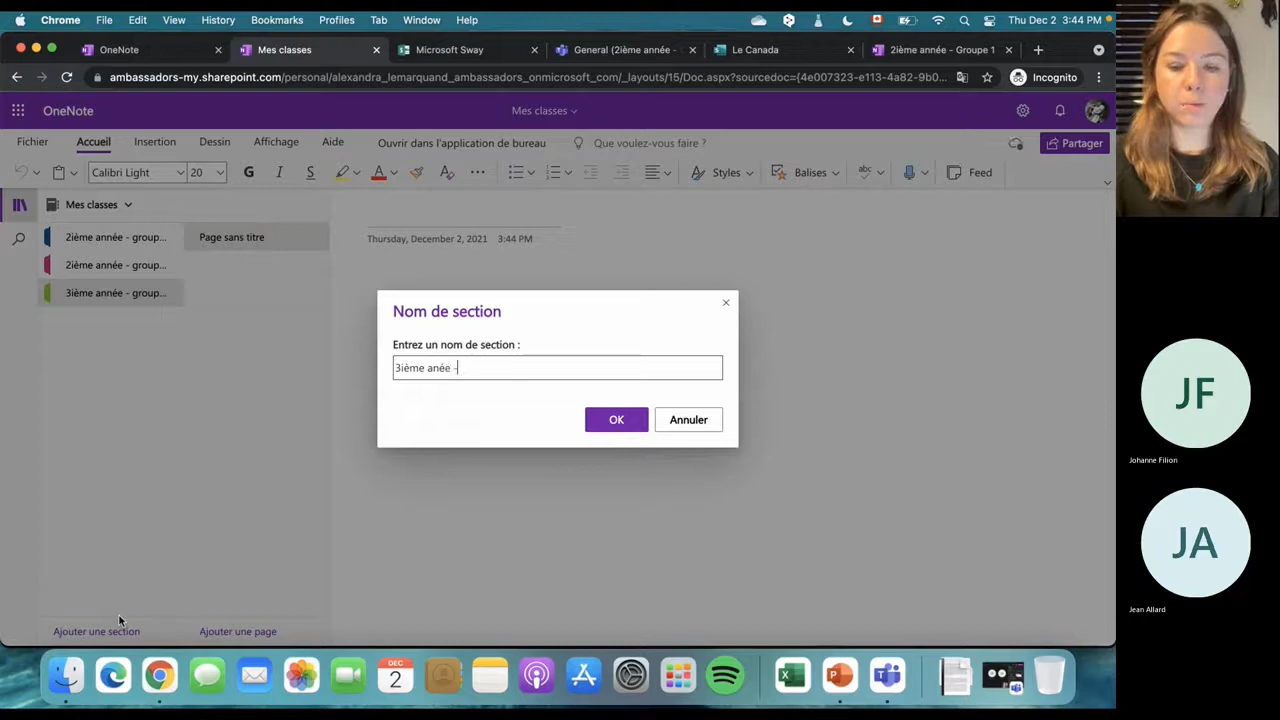 Chrome File Edit View History Bookmarks Profiles Tab Window Help Thu Dec 2 3:44 PM
OneNote Mes classes Microsoft Sway General (2ième année - Le Canada 2ième année - Groupe 1
ambassadors-my.sharepoint.com/personal/alexandra_lemarquand_ambassadors_onmicrosoft_com/_layouts/15/Doc.aspx?sourcedoc={4e007323-e113-4a82-9b0... Incognito
OneNote Mes classes
Fichier Accueil Insertion Dessin Affichage Aide Ouvrir dans l'application de bureau Que voulez-vous faire ? Partager
Calibri Light 20 G I S A Styles Balises abc Feed
Mes classes
2ième année - group... Page sans titre
Thursday, December 2, 2021 3:44 PM
2ième année - group...
3ième année - group...
Nom de section
Entrez un nom de section :
3ième anée -
OK Annuler
Ajouter une section Ajouter une page
DEC
2
JF
Johanne Filion
JA
Jean Allard